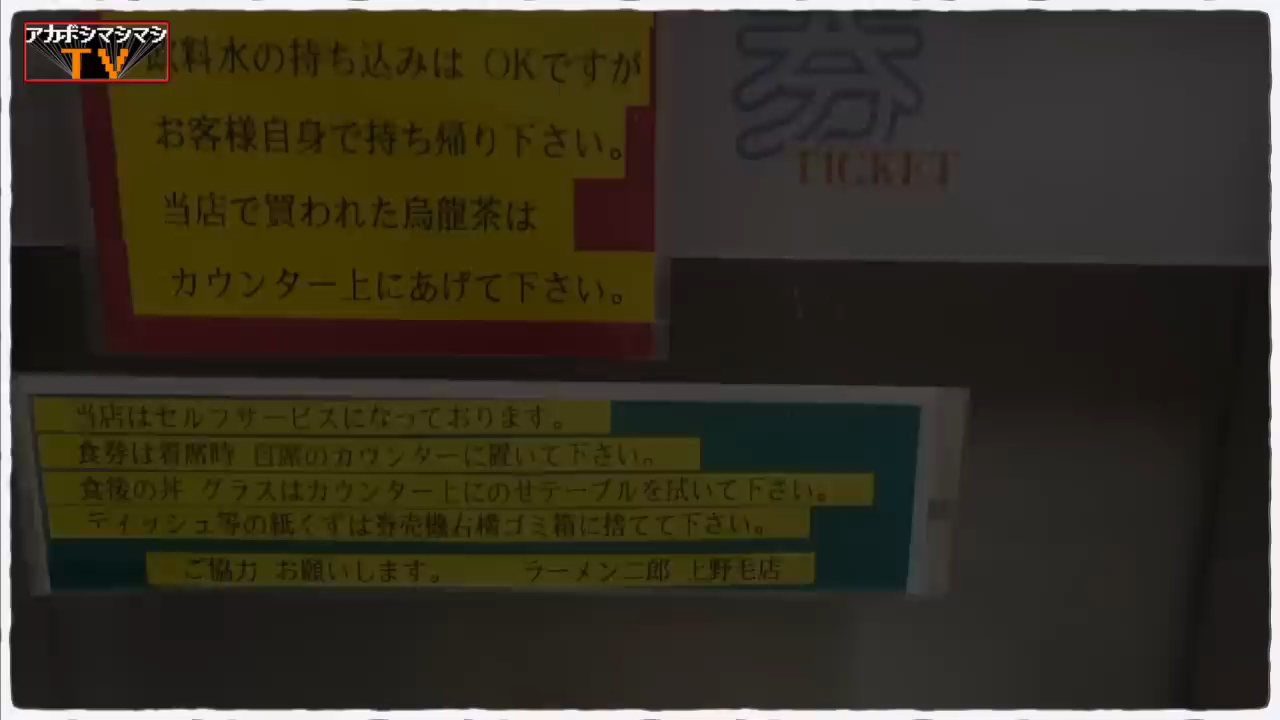 アカボシマシマシ
TV
飲料水の持ち込みは OKですが
お客様自身で持ち帰り下さい。
当店で買われた烏龍茶は
カウンター上にあげて下さい。
券
TICKET
当店はセルフサービスになっております。
食券は着席時 自席のカウンターに置いて下さい。
食後の丼 グラスはカウンター上にのせテーブルを拭いて下さい。
ティッシュ等の紙くずは券売機右横ゴミ箱に捨てて下さい。
ご協力 お願いします。 ラーメン二郎 上野毛店